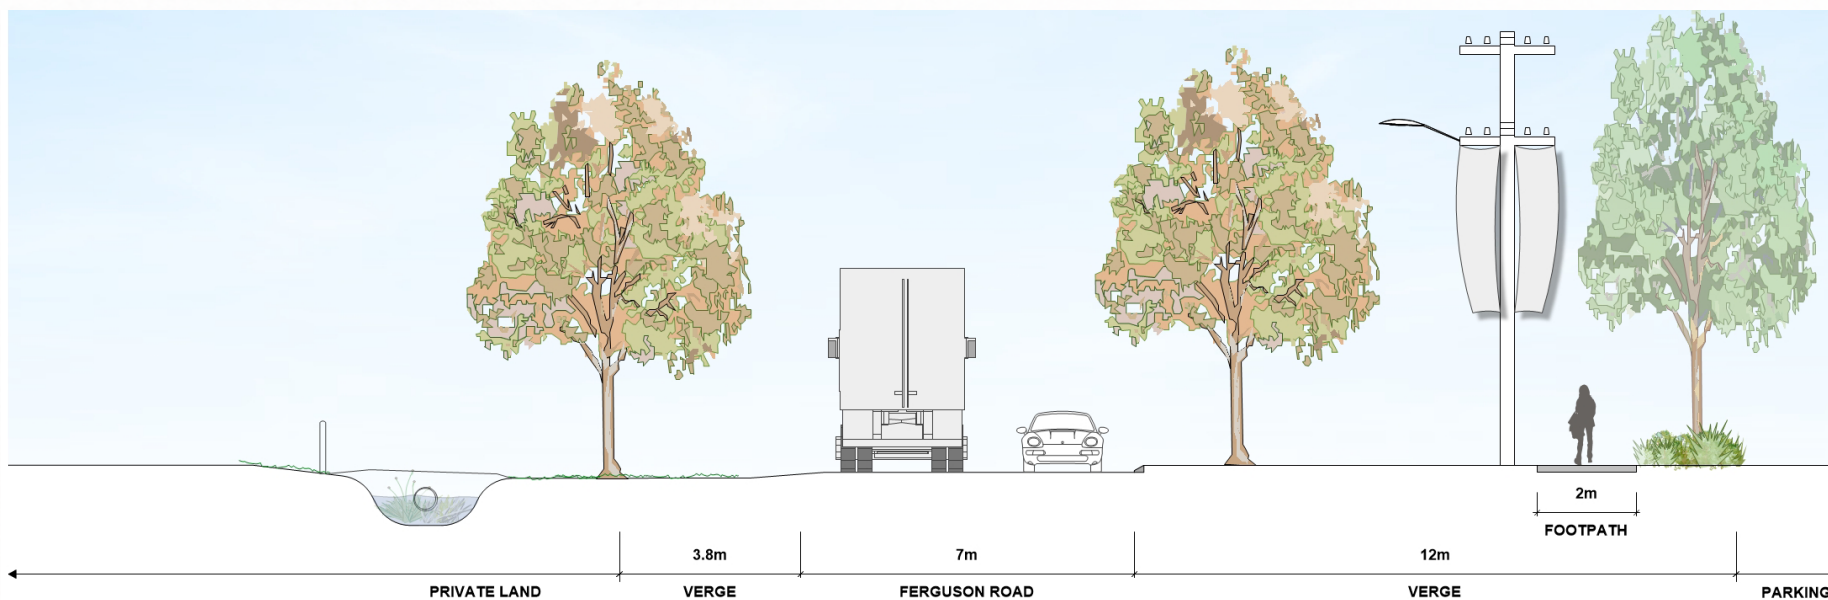 2m
FOOTPATH
3.8m 7m 12m
PRIVATE LAND VERGE FERGUSON ROAD VERGE PARKING